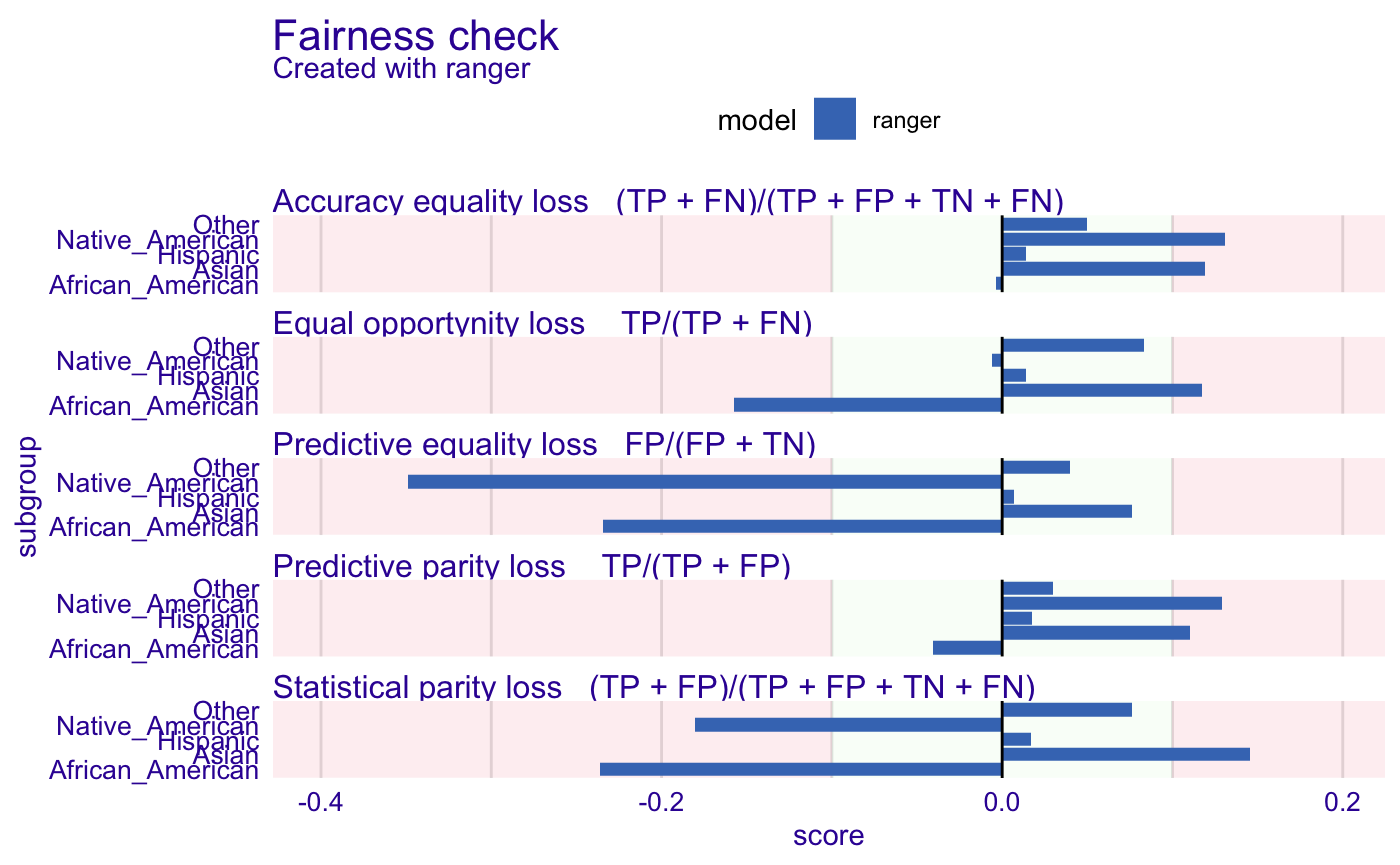 Fairness check
Created with ranger
model ranger
Accuracy equality loss (TP + FN)/(TP + FP + TN + FN)
Other
Native_American
Hispanic
Asian
African_American
Equal opportynity loss TP/(TP + FN)
Other
Native_American
Hispanic
Asian
African_American
Predictive equality loss FP/(FP + TN)
Other
Native_American
Hispanic
Asian
African_American
Predictive parity loss TP/(TP + FP)
Other
Native_American
Hispanic
Asian
African_American
Statistical parity loss (TP + FP)/(TP + FP + TN + FN)
Other
Native_American
Hispanic
Asian
African_American
subgroup
-0.4 -0.2 0.0 0.2
score